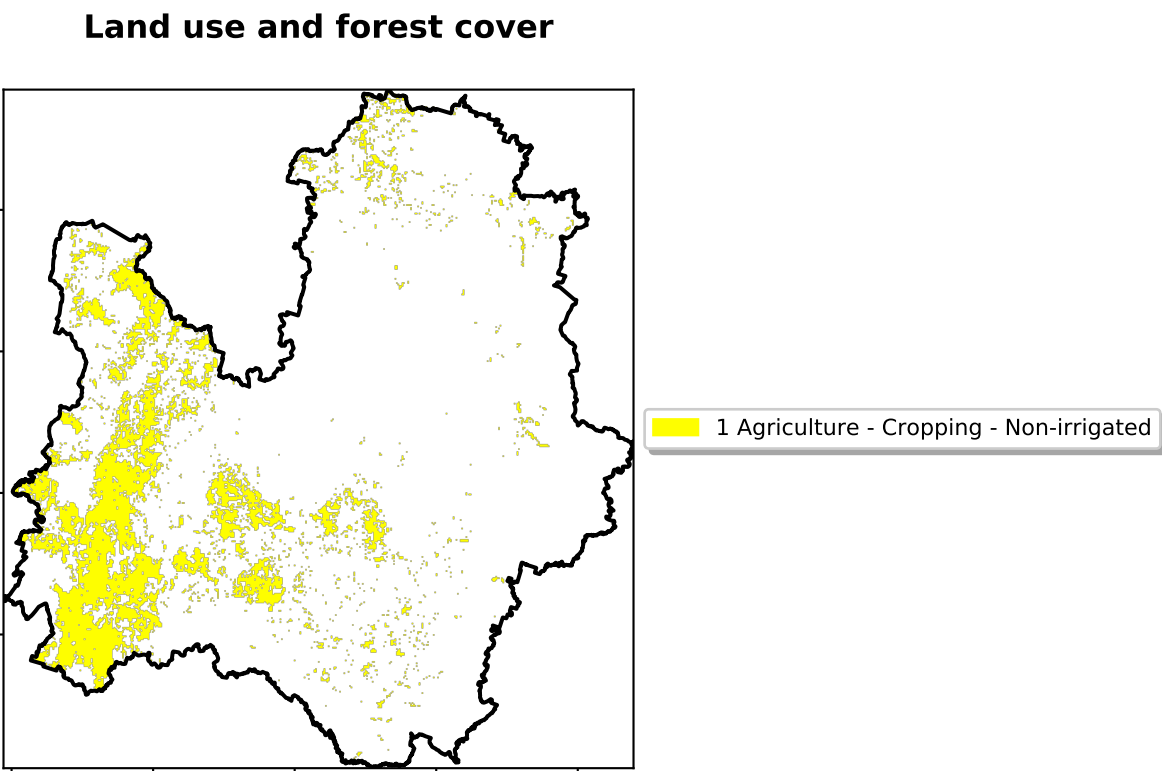 Land use and forest cover
1 Agriculture - Cropping - Non-irrigated